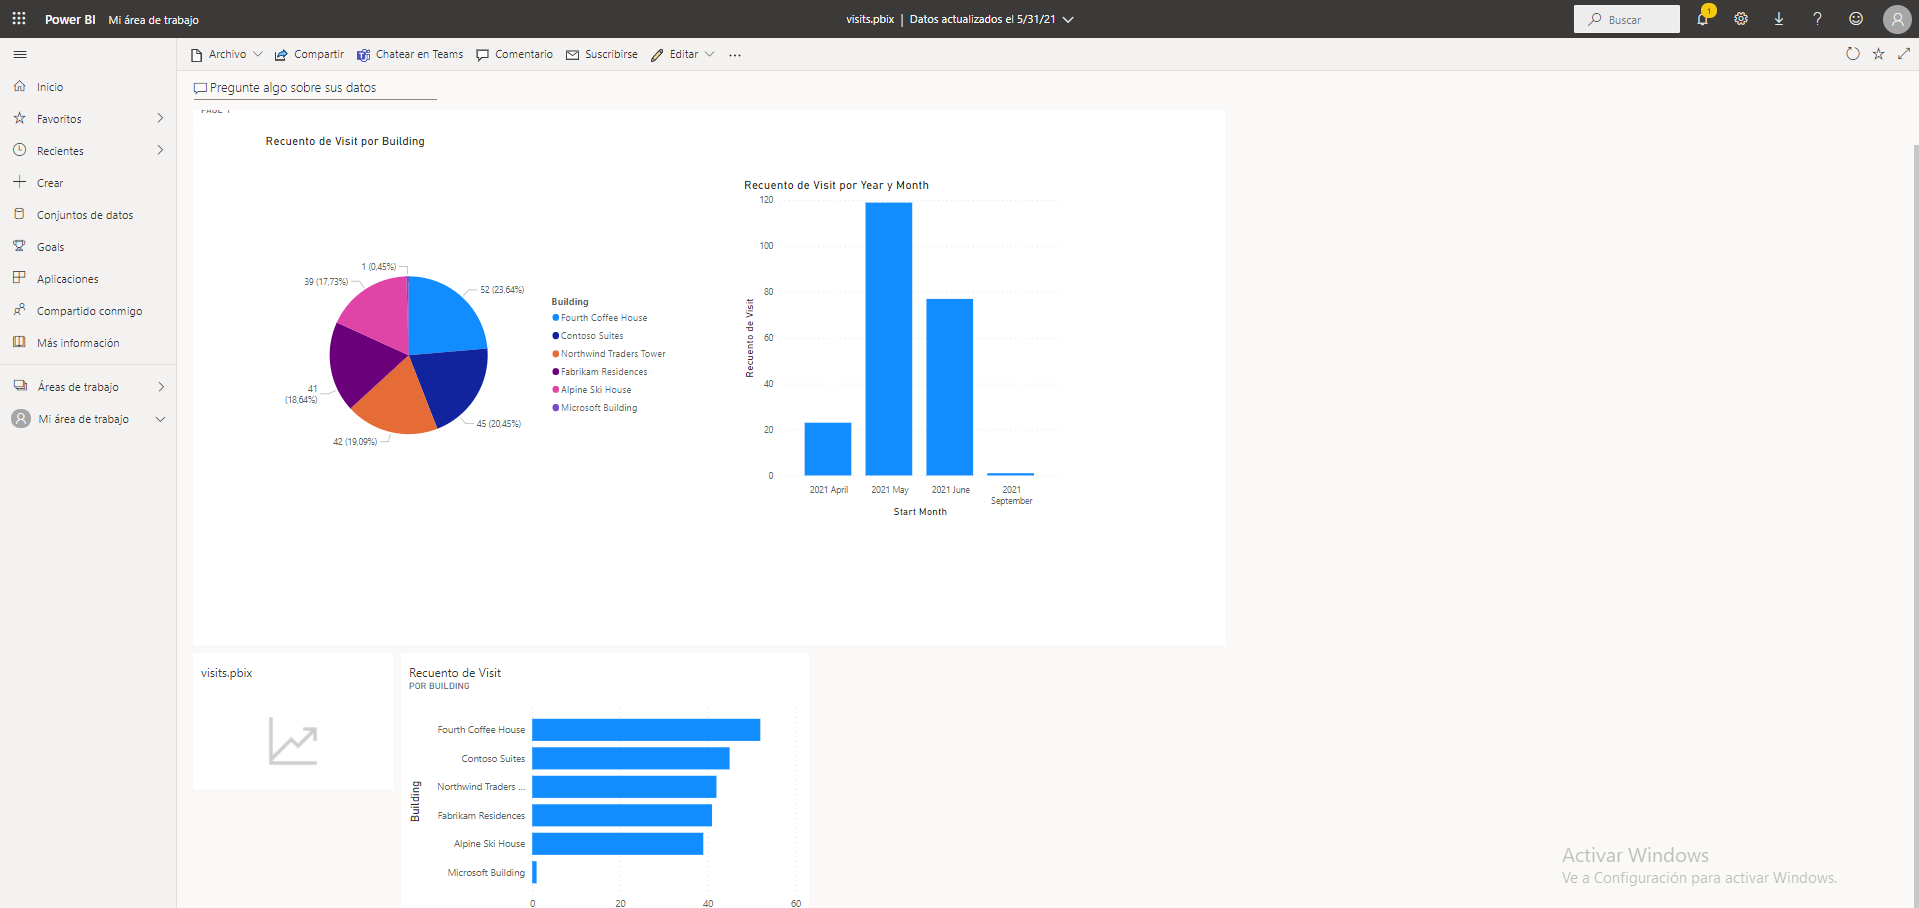 Power BI Mi área de trabajo
visits.pbix | Datos actualizados el 5/31/21
Buscar
1
Archivo Compartir Chatear en Teams Comentario Suscribirse Editar ...
Inicio
Favoritos
Recientes
Crear
Conjuntos de datos
Goals
Aplicaciones
Compartido conmigo
Más información
Áreas de trabajo
Mi área de trabajo
Pregunte algo sobre sus datos
PAGE 1
Recuento de Visit por Building
1 (0,45%)
39 (17,73%)
52 (23,64%)
41
(18,64%)
45 (20,45%)
42 (19,09%)
Building
Fourth Coffee House
Contoso Suites
Northwind Traders Tower
Fabrikam Residences
Alpine Ski House
Microsoft Building
Recuento de Visit por Year y Month
120
100
80
60
40
20
0
Recuento de Visit
2021 April 2021 May 2021 June 2021
September
Start Month
visits.pbix
Recuento de Visit
POR BUILDING
Building
Fourth Coffee House
Contoso Suites
Northwind Traders ...
Fabrikam Residences
Alpine Ski House
Microsoft Building
0 20 40 60
Activar Windows
Ve a Configuración para activar Windows.